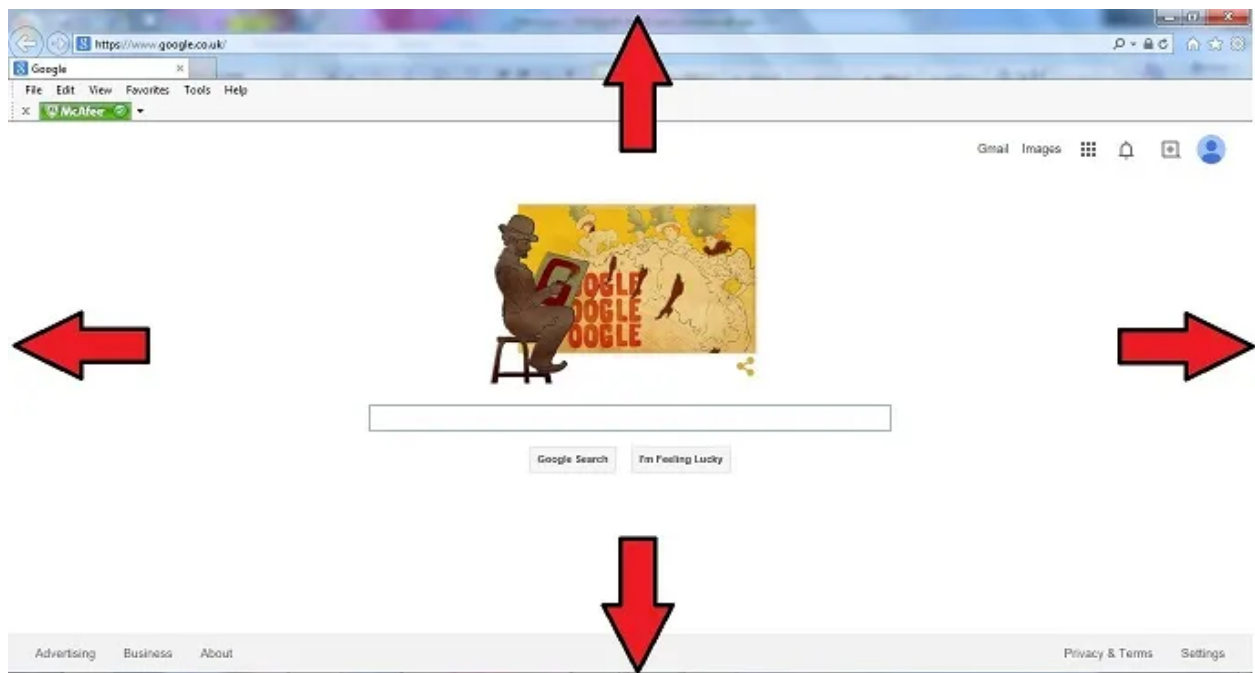 https://www.google.co.uk/
Google
File Edit View Favorites Tools Help
McAfee
Gmail Images
GOOGLE
OOGLE
OOGLE
Google Search I'm Feeling Lucky
Advertising Business About Privacy & Terms Settings